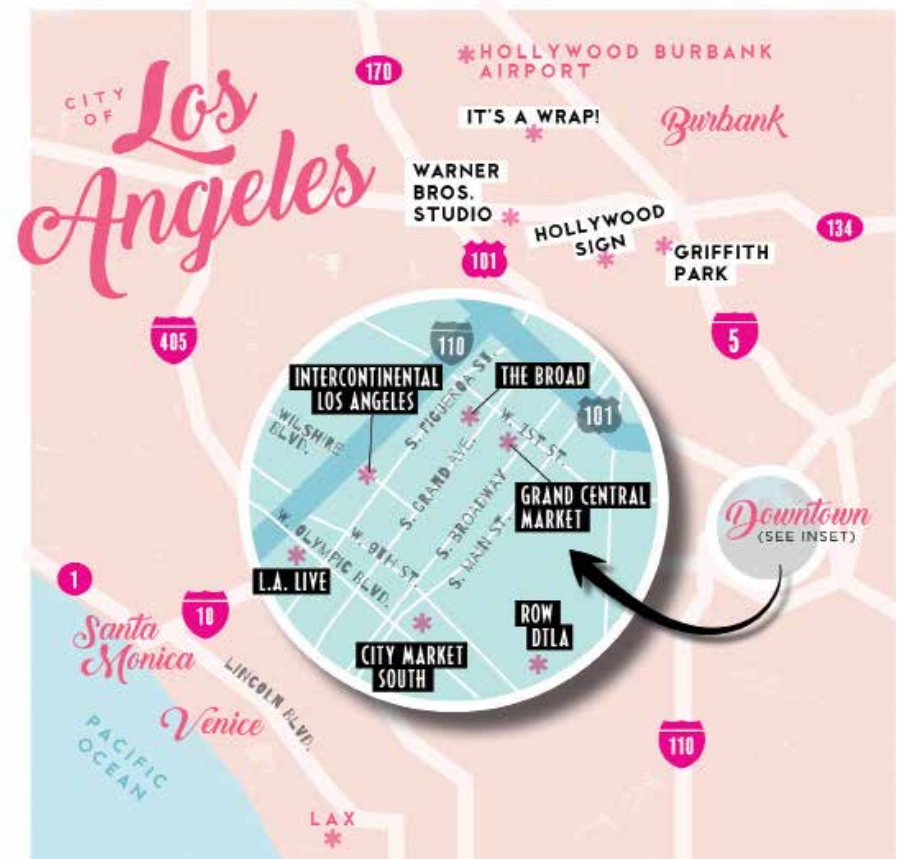 CITY
OF
Los
Angeles
170
*HOLLYWOOD BURBANK
AIRPORT
IT'S A WRAP!
Burbank
WARNER
BROS.
STUDIO
HOLLYWOOD
SIGN
GRIFFITH
PARK
134
101
405
5
110
INTERCONTINENTAL
LOS ANGELES
THE BROAD
101
WILSHIRE
BLVD.
S. FIGUEROA ST.
S. GRAND AVE.
W. 1ST ST.
S. BROADWAY
S. MAIN ST.
GRAND CENTRAL
MARKET
W. 8TH ST.
W. OLYMPIC BLVD.
L.A. LIVE
CITY MARKET
SOUTH
ROW
DTLA
Downtown
(SEE INSET)
1
10
Santa
Monica
LINCOLN BLVD.
Venice
PACIFIC
OCEAN
110
LAX